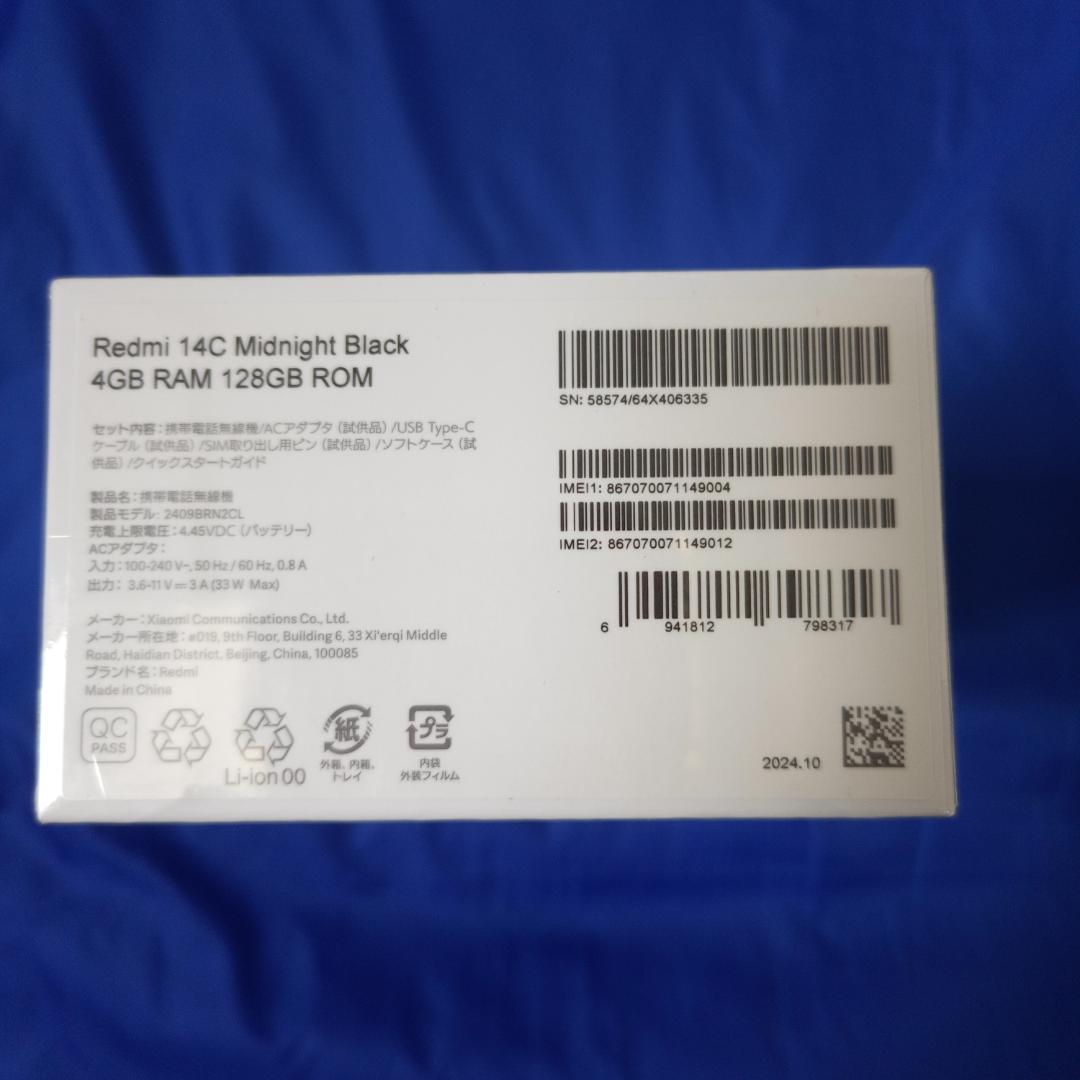 Redmi 14C Midnight Black
4GB RAM 128GB ROM
セット内容：携帯電話無線機/ACアダプタ（試供品）/USB Type-C
ケーブル（試供品）/SIM取り出し用ピン（試供品）/ソフトケース（試
供品）/クイックスタートガイド
製品名：携帯電話無線機
製品モデル: 2409BRN2CL
充電上限電圧：4.45VDC（バッテリー）
ACアダプタ：
入力：100-240 V~, 50 Hz / 60 Hz, 0.8 A
出力： 3.6-11 V⎓3 A (33 W Max)
メーカー：Xiaomi Communications Co., Ltd.
メーカー所在地：#019, 9th Floor, Building 6, 33 Xi'erqi Middle
Road, Haidian District, Beijing, China, 100085
ブランド名：Redmi
Made in China
QC
PASS
Li-ion 00
紙
外箱、内箱、
トレイ
プラ
内袋
外装フィルム
SN: 58574/64X406335
IMEI1: 867070071149004
IMEI2: 867070071149012
6 941812 798317
2024.10